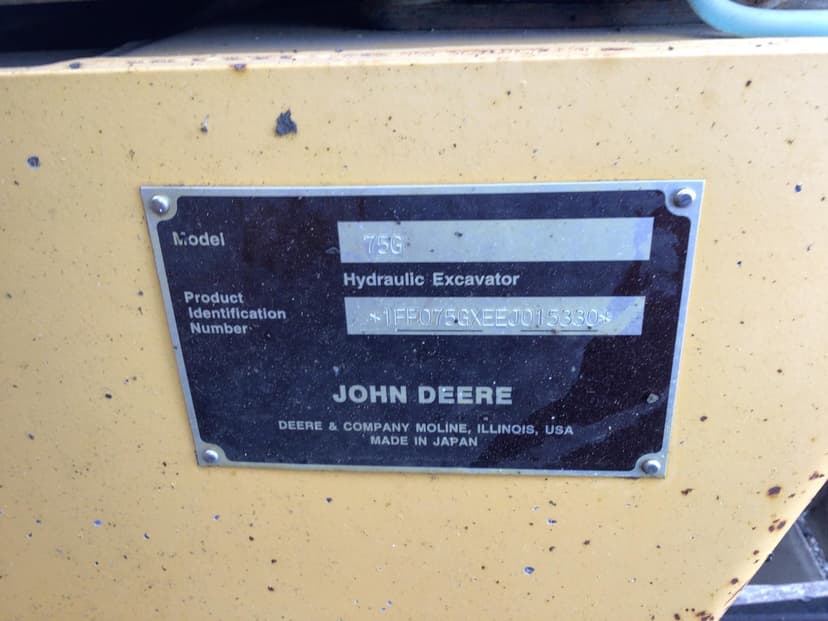 Model
75G
Hydraulic Excavator
Product
Identification
Number
*1FF075GXEEJ015330*
JOHN DEERE
DEERE & COMPANY MOLINE, ILLINOIS, USA
MADE IN JAPAN